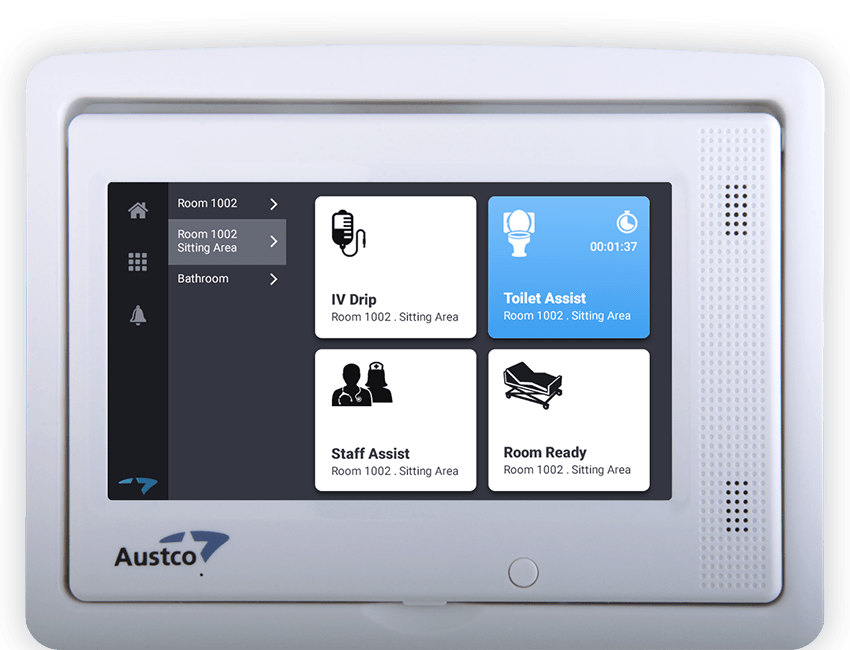 Room 1002
Room 1002
Sitting Area
Bathroom
IV Drip
Room 1002 . Sitting Area
00:01:37
Toilet Assist
Room 1002 . Sitting Area
Staff Assist
Room 1002 . Sitting Area
Room Ready
Room 1002 . Sitting Area
Austco